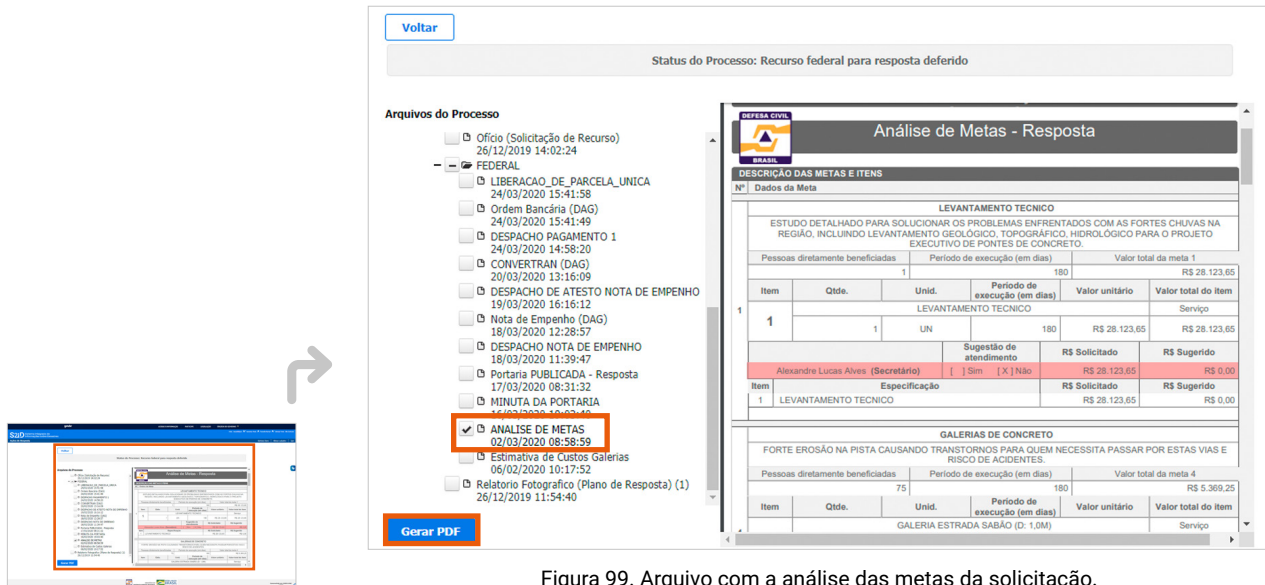 Voltar
Status do Processo: Recurso federal para resposta deferido
Arquivos do Processo
Ofício (Solicitação de Recurso)
26/12/2019 14:02:24
FEDERAL
LIBERACAO_DE_PARCELA_UNICA
24/03/2020 15:41:58
Ordem Bancária (DAG)
24/03/2020 15:41:49
DESPACHO PAGAMENTO 1
24/03/2020 14:58:20
CONVERTRAN (DAG)
20/03/2020 13:16:09
DESPACHO DE ATESTO NOTA DE EMPENHO
19/03/2020 16:16:12
Nota de Empenho (DAG)
18/03/2020 12:28:57
DESPACHO NOTA DE EMPENHO
18/03/2020 11:39:47
Portaria PUBLICADA - Resposta
17/03/2020 08:31:32
MINUTA DA PORTARIA
ANALISE DE METAS
02/03/2020 08:58:59
Estimativa de Custos Galerias
06/02/2020 10:17:52
Relatorio Fotografico (Plano de Resposta) (1)
26/12/2019 11:54:40
Gerar PDF
DEFESA CIVIL
BRASIL
Análise de Metas - Resposta
DESCRIÇÃO DAS METAS E ITENS
Nº Dados da Meta
LEVANTAMENTO TECNICO
ESTUDO DETALHADO PARA SOLUCIONAR OS PROBLEMAS ENFRENTADOS COM AS FORTES CHUVAS NA
REGIÃO, INCLUINDO LEVANTAMENTO GEOLÓGICO, TOPOGRÁFICO, HIDROLÓGICO PARA O PROJETO
EXECUTIVO DE PONTES DE CONCRETO.
Pessoas diretamente beneficiadas Período de execução (em dias) Valor total da meta 1
1 180 R$ 28.123,65
Item Qtde. Unid. Período de execução (em dias) Valor unitário Valor total do item
1
LEVANTAMENTO TECNICO Serviço
1 1 UN 180 R$ 28.123,65 R$ 28.123,65
Sugestão de atendimento R$ Solicitado R$ Sugerido
Alexandre Lucas Alves (Secretário) [ ] Sim [ X ] Não R$ 28.123,65 R$ 0,00
Item Especificação R$ Solicitado R$ Sugerido
1 LEVANTAMENTO TECNICO R$ 28.123,65 R$ 0,00
GALERIAS DE CONCRETO
FORTE EROSÃO NA PISTA CAUSANDO TRANSTORNOS PARA QUEM NECESSITA PASSAR POR ESTAS VIAS E
RISCO DE ACIDENTES.
Pessoas diretamente beneficiadas Período de execução (em dias) Valor total da meta 4
75 180 R$ 5.369,25
Item Qtde. Unid. Período de execução (em dias) Valor unitário Valor total do item
GALERIA ESTRADA SABÃO (D: 1,0M) Serviço
Figura 99. Arquivo com a análise das metas da solicitação.